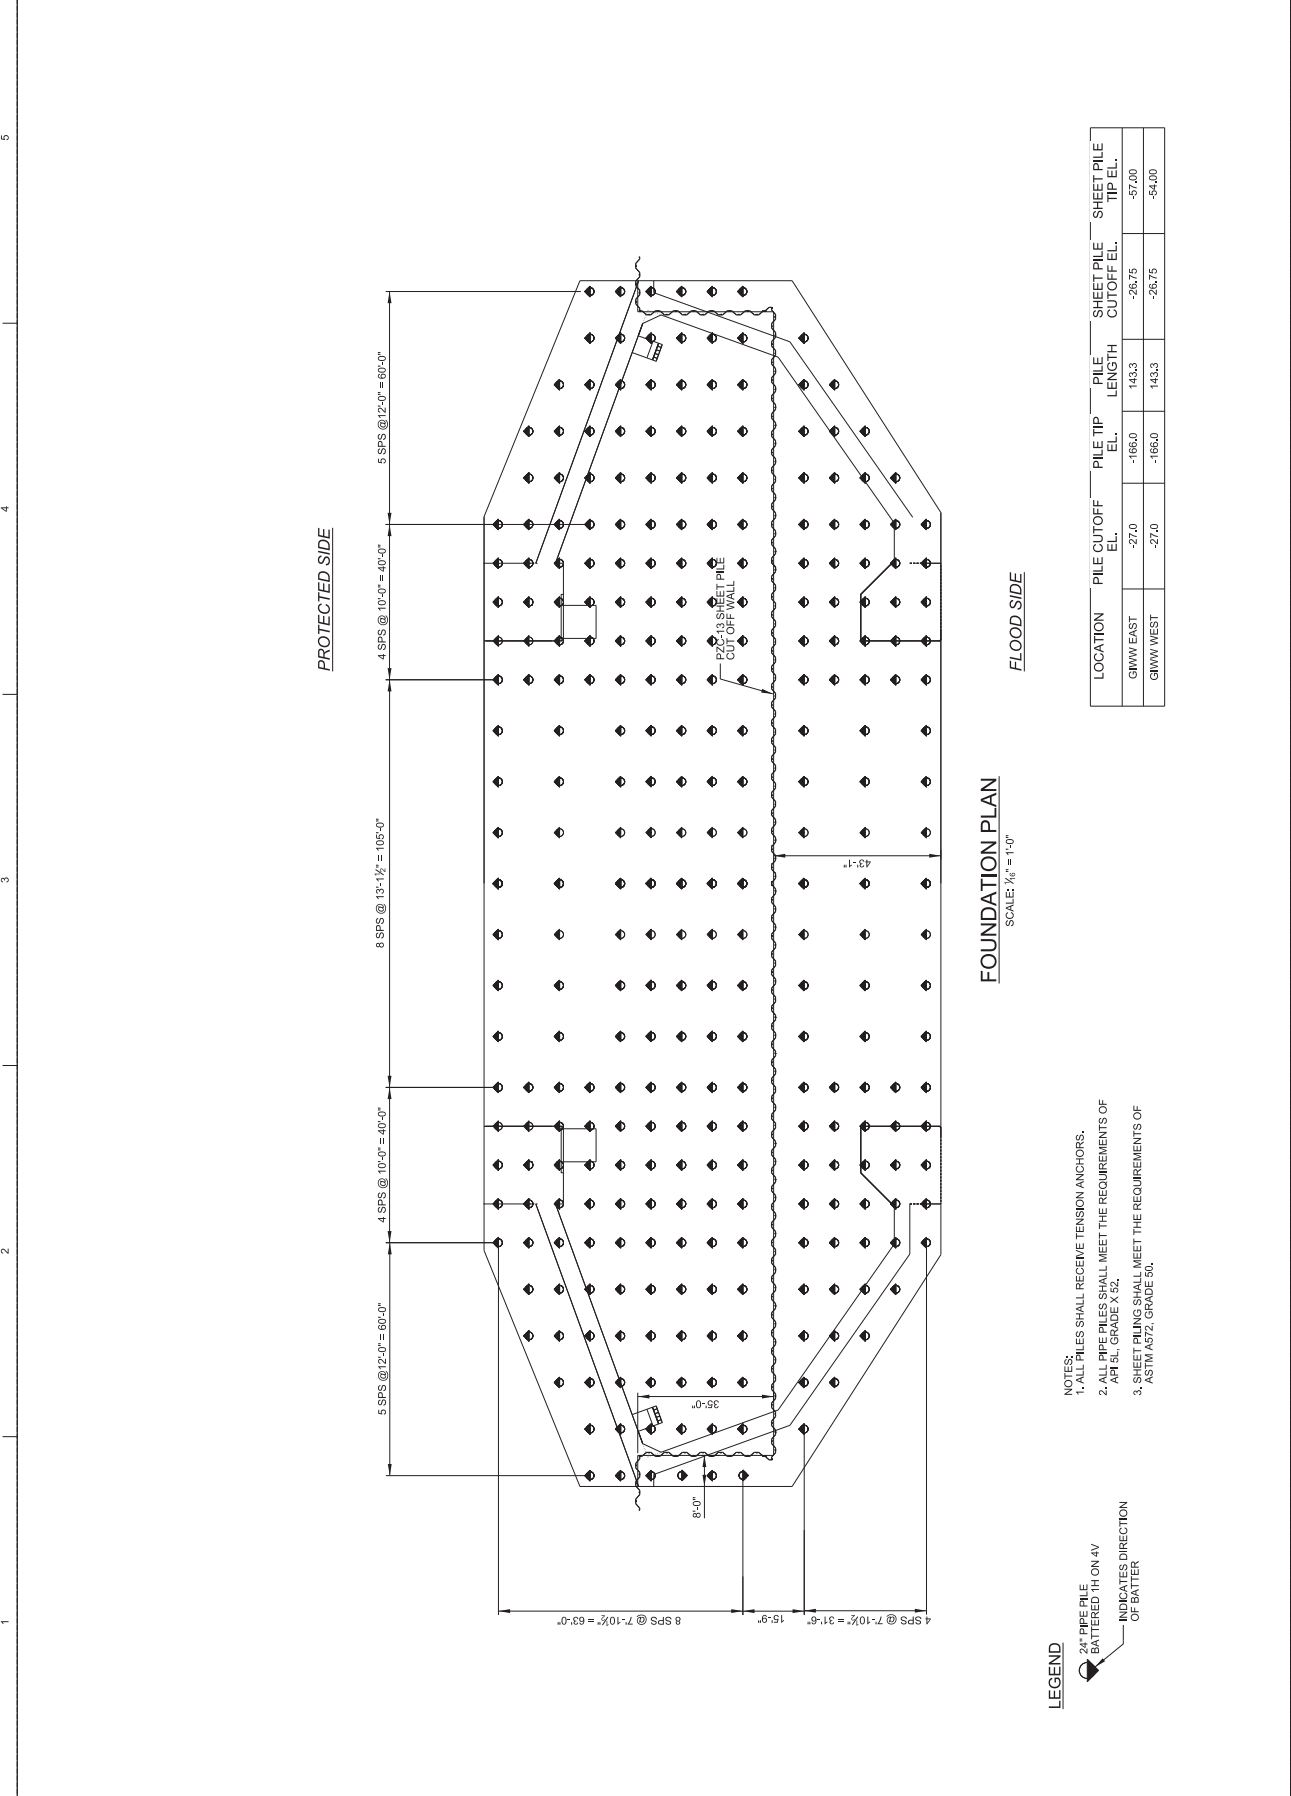 PROTECTED SIDE
5 SPS @12'-0" = 60'-0"
4 SPS @ 10'-0" = 40'-0"
8 SPS @ 13'-1½" = 105'-0"
4 SPS @ 10'-0" = 40'-0"
5 SPS @12'-0" = 60'-0"
8 SPS @ 7'-10½" = 63'-0"
15'-9"
4 SPS @ 7'-10½" = 31'-6"
8'-0"
35'-0"
43'-1"
PZC-13 SHEET PILE
CUT OFF WALL
FLOOD SIDE
FOUNDATION PLAN
SCALE: 1/16" = 1'-0"
LEGEND
24" PIPE PILE
BATTERED 1H ON 4V
INDICATES DIRECTION
OF BATTER
NOTES:
1. ALL PILES SHALL RECEIVE TENSION ANCHORS.
2. ALL PIPE PILES SHALL MEET THE REQUIREMENTS OF
API 5L, GRADE X 52.
3. SHEET PILING SHALL MEET THE REQUIREMENTS OF
ASTM A572, GRADE 50.
LOCATION PILE CUTOFF EL. PILE TIP EL. PILE LENGTH SHEET PILE CUTOFF EL. SHEET PILE TIP EL.
GIWW EAST -27.0 -166.0 143.3 -26.75 -57.00
GIWW WEST -27.0 -166.0 143.3 -26.75 -54.00
1
2
3
4
5